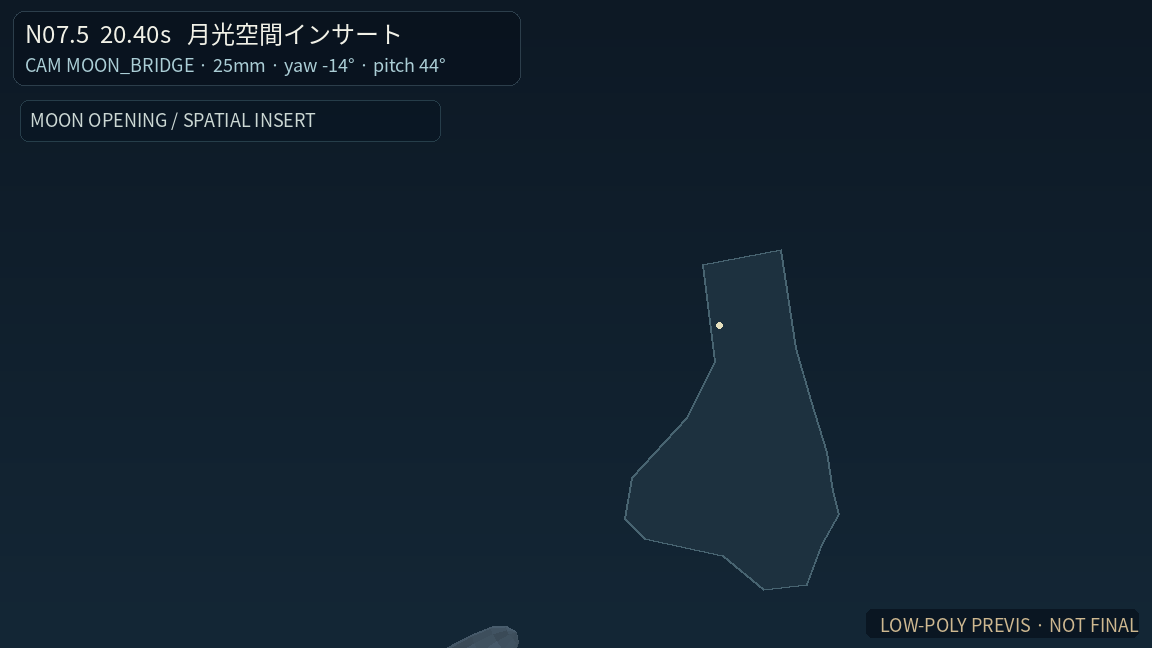 N07.5 20.40s 月光空間インサート
CAM MOON_BRIDGE · 25mm · yaw -14° · pitch 44°
MOON OPENING / SPATIAL INSERT
LOW-POLY PREVIS · NOT FINAL